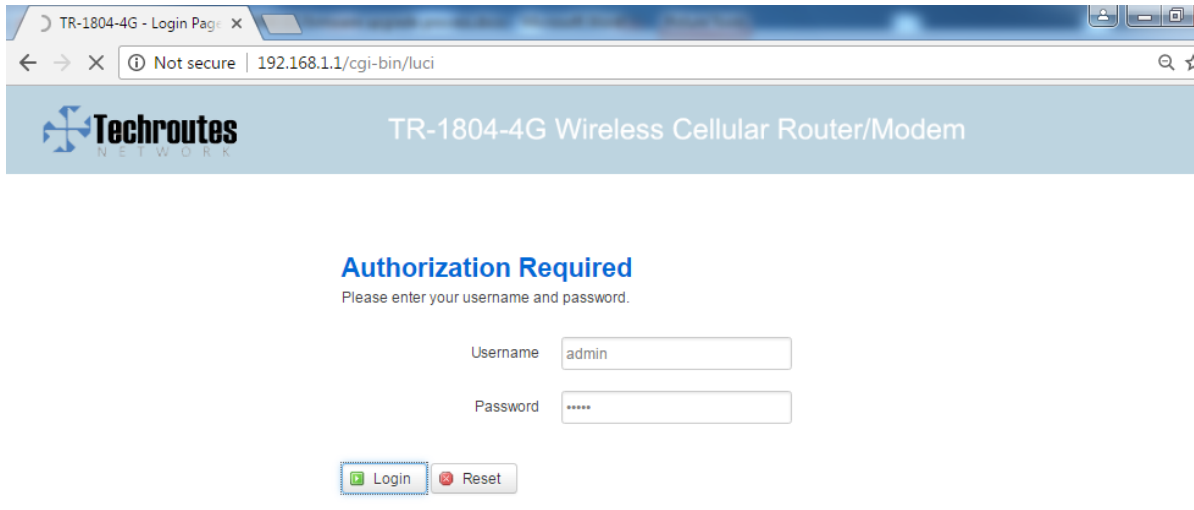 TR-1804-4G - Login Page
Not secure | 192.168.1.1/cgi-bin/luci
Techroutes
NETWORK
TR-1804-4G Wireless Cellular Router/Modem
Authorization Required
Please enter your username and password.
Username admin
Password •••••
Login Reset